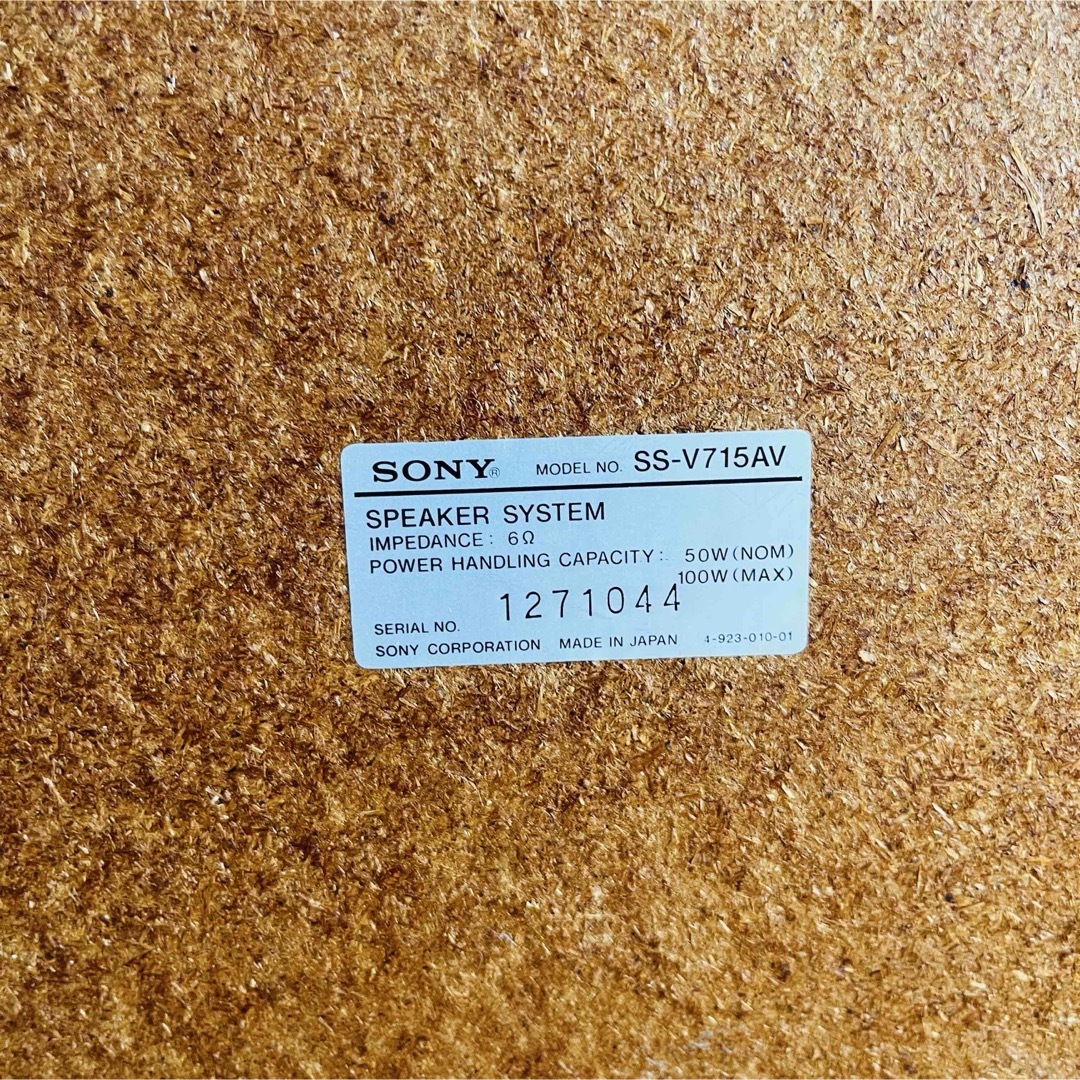 SONY® MODEL NO. SS-V715AV
SPEAKER SYSTEM
IMPEDANCE: 6Ω
POWER HANDLING CAPACITY: 50W(NOM)
100W(MAX)
SERIAL NO. 1271044
SONY CORPORATION MADE IN JAPAN 4-923-010-01